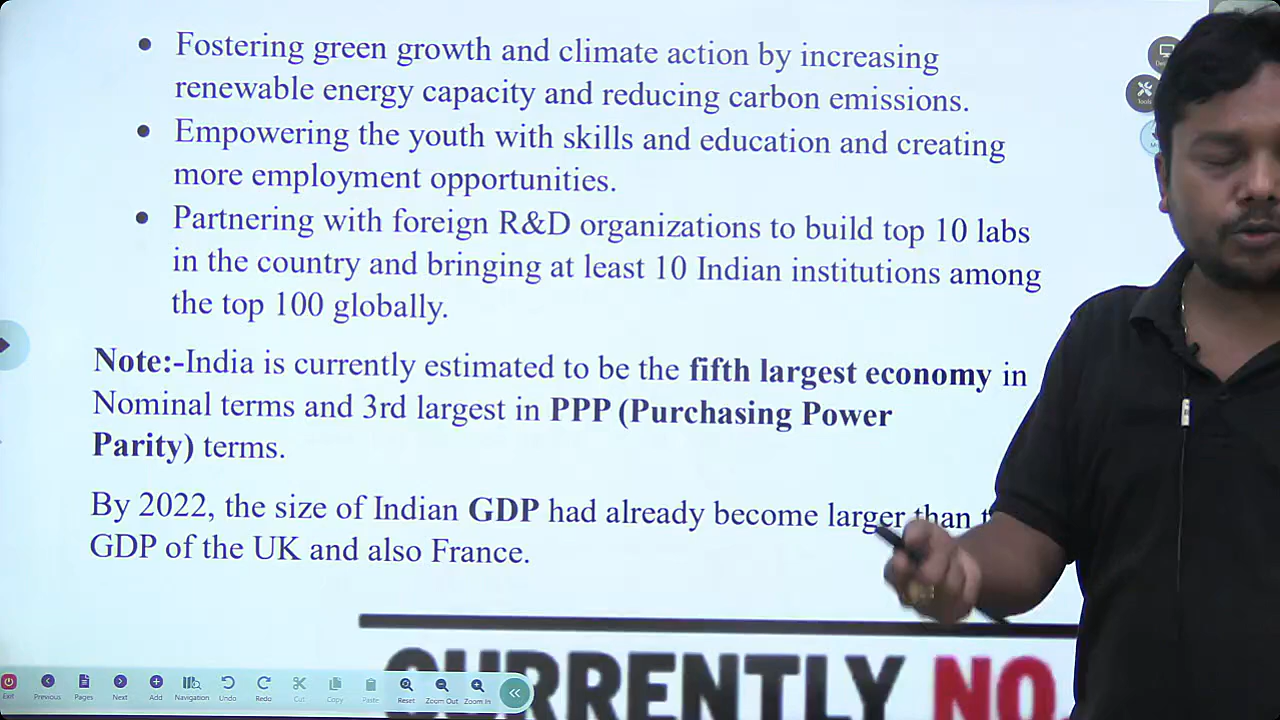 Fostering green growth and climate action by increasing
renewable energy capacity and reducing carbon emissions.
Empowering the youth with skills and education and creating
more employment opportunities.
Partnering with foreign R&D organizations to build top 10 labs
in the country and bringing at least 10 Indian institutions among
the top 100 globally.
Note:-India is currently estimated to be the fifth largest economy in
Nominal terms and 3rd largest in PPP (Purchasing Power
Parity) terms.
By 2022, the size of Indian GDP had already become larger than
GDP of the UK and also France.
CURRENTLY NO.
Exit Previous Pages Next Add Navigation Undo Redo Cut Copy Paste Reset Zoom Out Zoom In
Tools